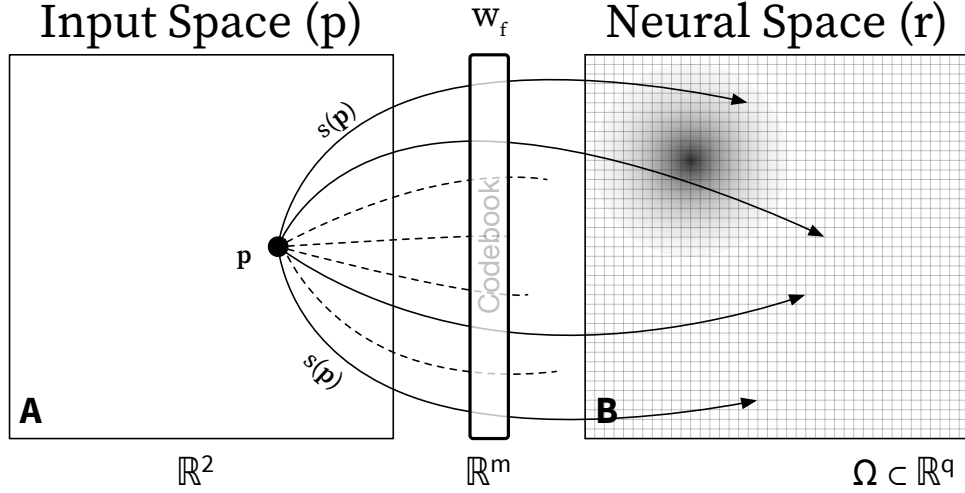 Input Space (p)
w_f
Neural Space (r)
s(p)
Codebook
p
s(p)
A
B
ℝ²
ℝᵐ
Ω ⊂ ℝ^q